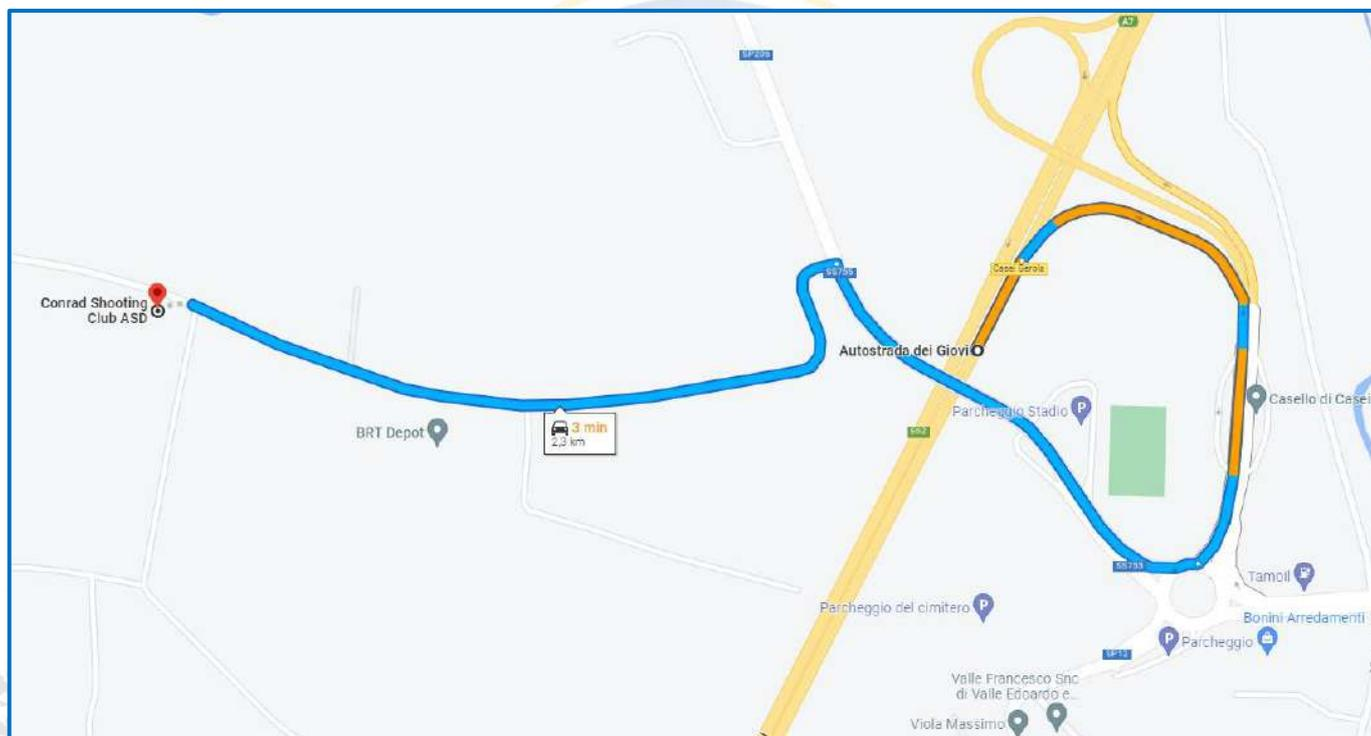 A7
SP206
Conrad Shooting
Club ASD
SS755
Casei Gerola
Autostrada dei Giovi
Parcheggio Stadio
P
Casello di Casei
BRT Depot
3 min
2,3 km
E62
Tamoil
Parcheggio del cimitero
P
Bonini Arredamenti
P
Parcheggio
SP12
Valle Francesco Snc
di Valle Edoardo e...
Viola Massimo